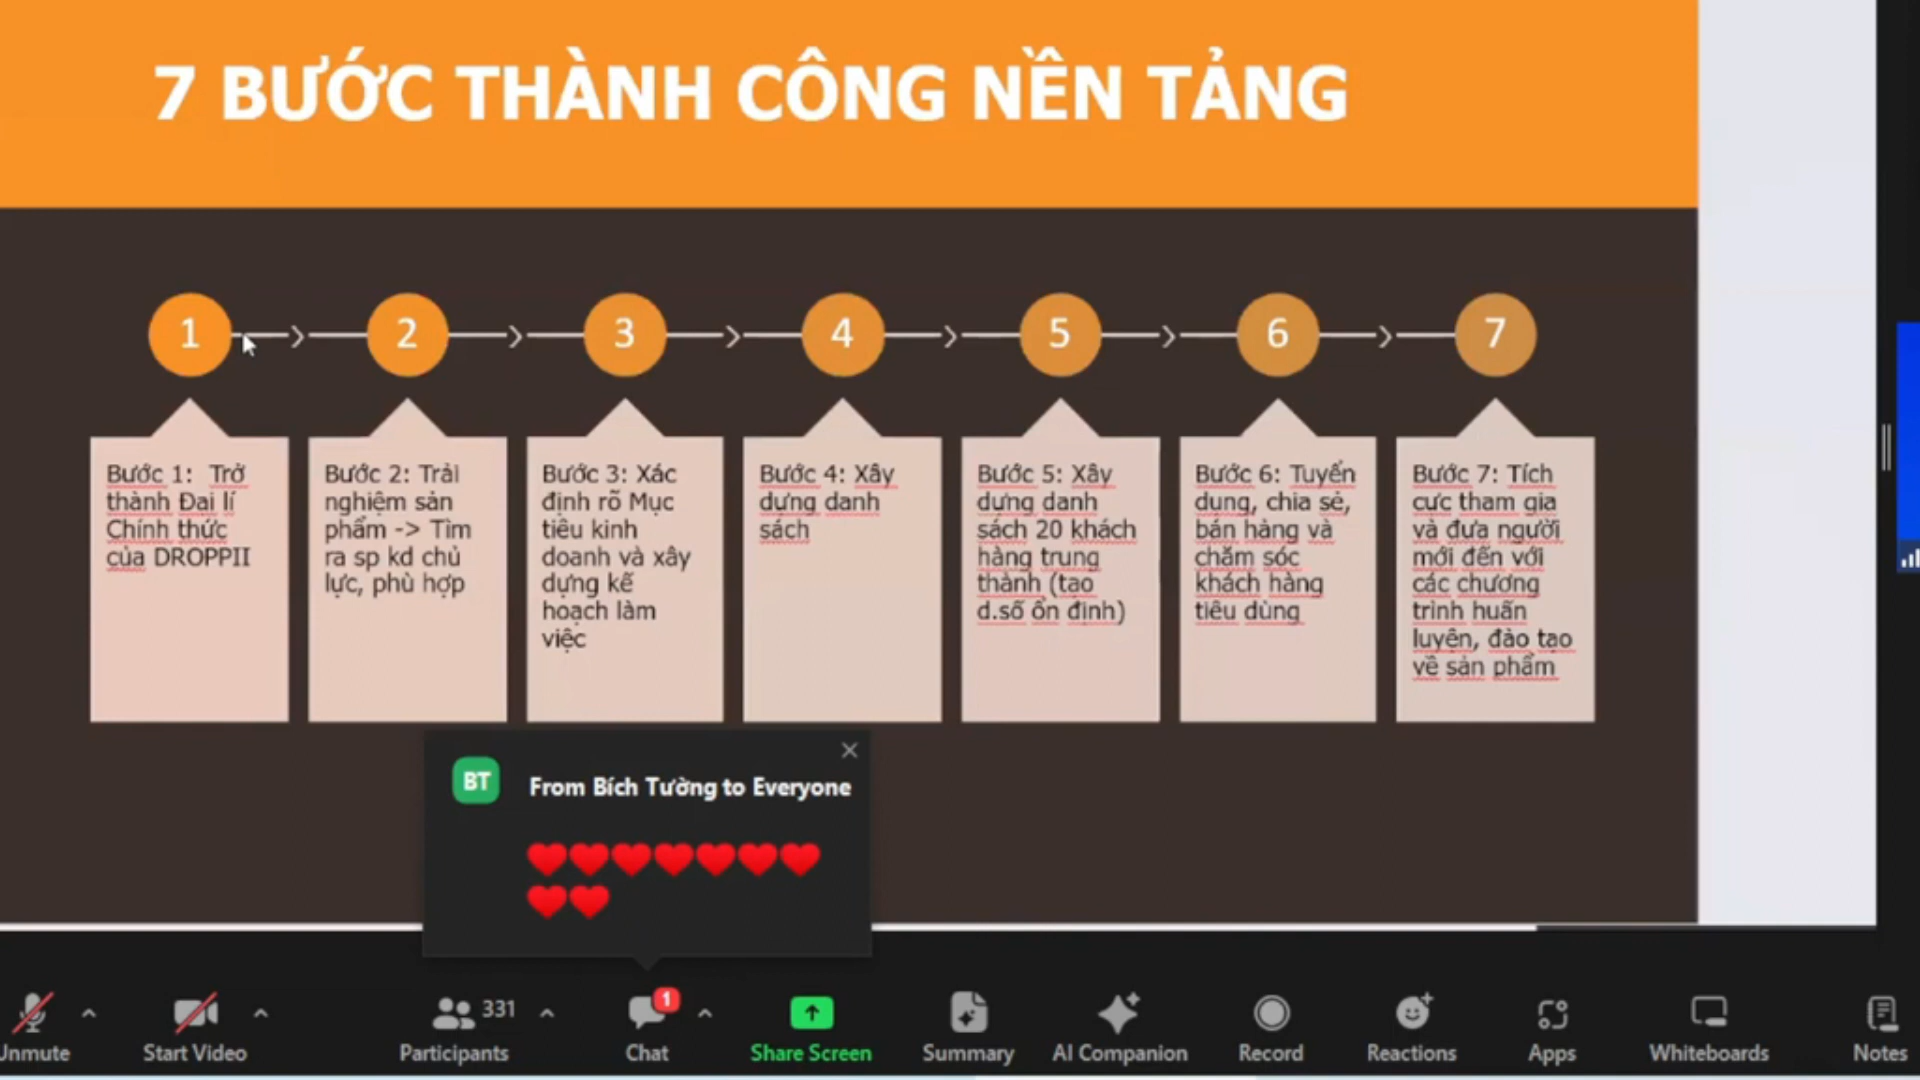 7 BƯỚC THÀNH CÔNG NỀN TẢNG
1
2
3
4
5
6
7
Bước 1: Trở
thành Đại lí
Chính thức
của DROPPII
Bước 2: Trải
nghiệm sản
phẩm -> Tìm
ra sp kd chủ
lực, phù hợp
Bước 3: Xác
định rõ Mục
tiêu kinh
doanh và xây
dựng kế
hoạch làm
việc
Bước 4: Xây
dựng danh
sách
Bước 5: Xây
dựng danh
sách 20 khách
hàng trung
thành (tạo
d.số ổn định)
Bước 6: Tuyển
dụng, chia sẻ,
bán hàng và
chăm sóc
khách hàng
tiêu dùng
Bước 7: Tích
cực tham gia
và đưa người
mới đến với
các chương
trình huấn
luyện, đào tạo
về sản phẩm
BT
From Bích Tường to Everyone
331
1
Unmute
Start Video
Participants
Chat
Share Screen
Summary
AI Companion
Record
Reactions
Apps
Whiteboards
Notes